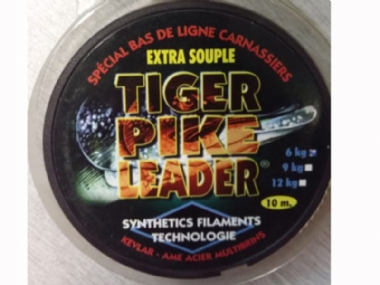 SPÉCIAL BAS DE LIGNE CARNASSIERS
EXTRA SOUPLE
TIGER
PIKE
LEADER®
6 kg
9 kg
12 kg
10 m.
SYNTHETICS FILAMENTS
TECHNOLOGIE
KEVLAR - AME ACIER MULTIBRINS